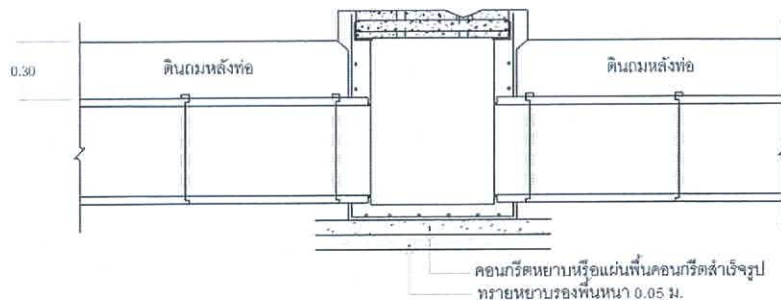 0.30
ดินถมหลังท่อ
ดินถมหลังท่อ
คอนกรีตหยาบหรือแผ่นพื้นคอนกรีตสำเร็จรูป
ทรายหยาบรองพื้นหนา 0.05 ม.